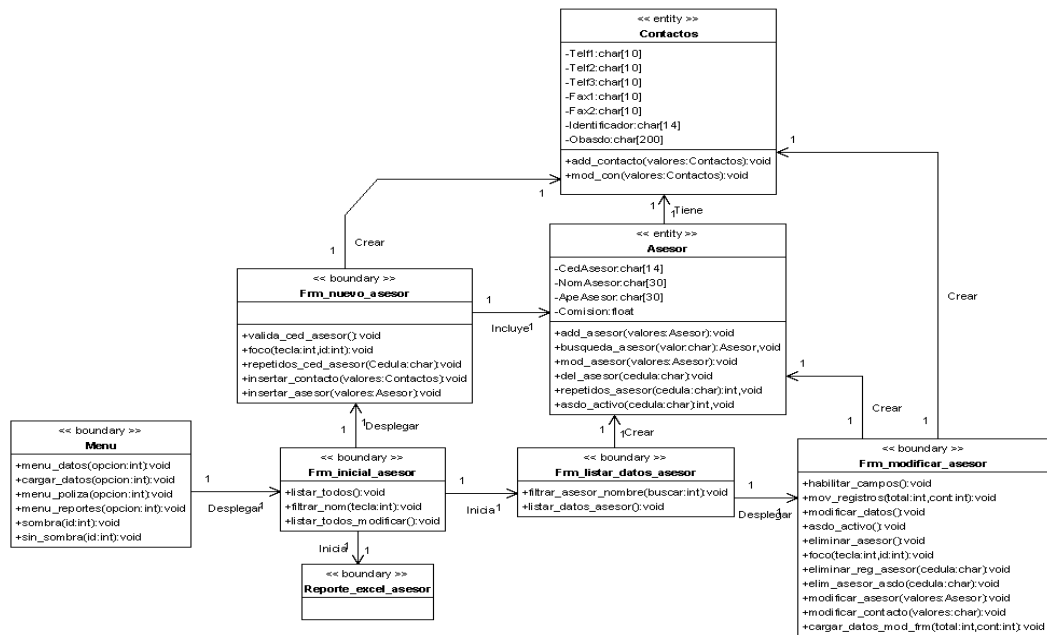 << entity >>
Contactos
-Telf1:char[10]
-Telf2:char[10]
-Telf3:char[10]
-Fax1:char[10]
-Fax2:char[10]
-Identificador:char[14]
-Obasdo:char[200]
+add_contacto(valores:Contactos):void
+mod_con(valores:Contactos):void
1
1
1
1
Tiene
1
Crear
1
Crear
<< entity >>
Asesor
-CedAsesor:char[14]
-NomAsesor:char[30]
-ApeAsesor:char[30]
-Comision:float
+add_asesor(valores:Asesor):void
+busqueda_asesor(valor:char):Asesor,void
+mod_asesor(valores:Asesor):void
+del_asesor(cedula:char):void
+repetidos_asesor(cedula:char):int,void
+asdo_activo(cedula:char):int,void
<< boundary >>
Frm_nuevo_asesor
+valida_ced_asesor():void
+foco(tecla:int,id:int):void
+repetidos_ced_asesor(Cedula:char):void
+insertar_contacto(valores:Contactos):void
+insertar_asesor(valores:Asesor):void
1
Incluye
1
1
Crear
1
1
1
1
Desplegar
1
1
Crear
<< boundary >>
Menu
+menu_datos(opcion:int):void
+cargar_datos(opcion:int):void
+menu_poliza(opcion:int):void
+menu_reportes(opcion:int):void
+sombra(id:int):void
+sin_sombra(id:int):void
1
Desplegar
1
<< boundary >>
Frm_inicial_asesor
+listar_todos():void
+filtrar_nom(tecla:int):void
+listar_todos_modificar():void
1
Inicia
1
<< boundary >>
Frm_listar_datos_asesor
+filtrar_asesor_nombre(buscar:int):void
+listar_datos_asesor():void
1
Desplegar
1
<< boundary >>
Frm_modificar_asesor
+habilitar_campos():void
+mov_registros(total:int,cont:int):void
+modificar_datos():void
+asdo_activo():void
+eliminar_asesor():void
+foco(tecla:int,id:int):void
+eliminar_reg_asesor(cedula:char):void
+elim_asesor_asdo(cedula:char):void
+modificar_asesor(valores:Asesor):void
+modificar_contacto(valores:char):void
+cargar_datos_mod_frm(total:int,cont:int):void
Inicia
1
1
<< boundary >>
Reporte_excel_asesor